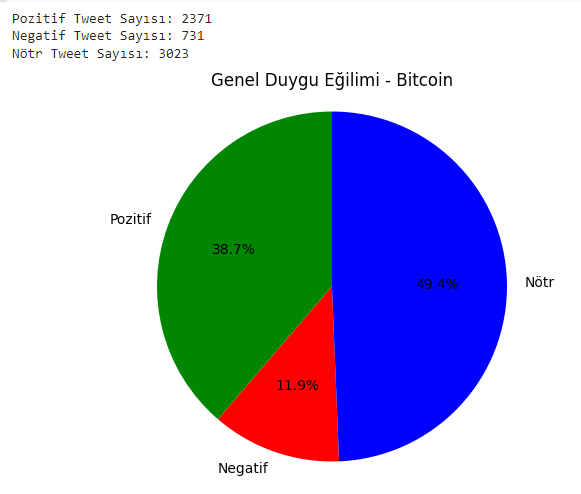 Pozitif Tweet Sayısı: 2371
Negatif Tweet Sayısı: 731
Nötr Tweet Sayısı: 3023
Genel Duygu Eğilimi - Bitcoin
Pozitif
38.7%
49.4%
Nötr
11.9%
Negatif